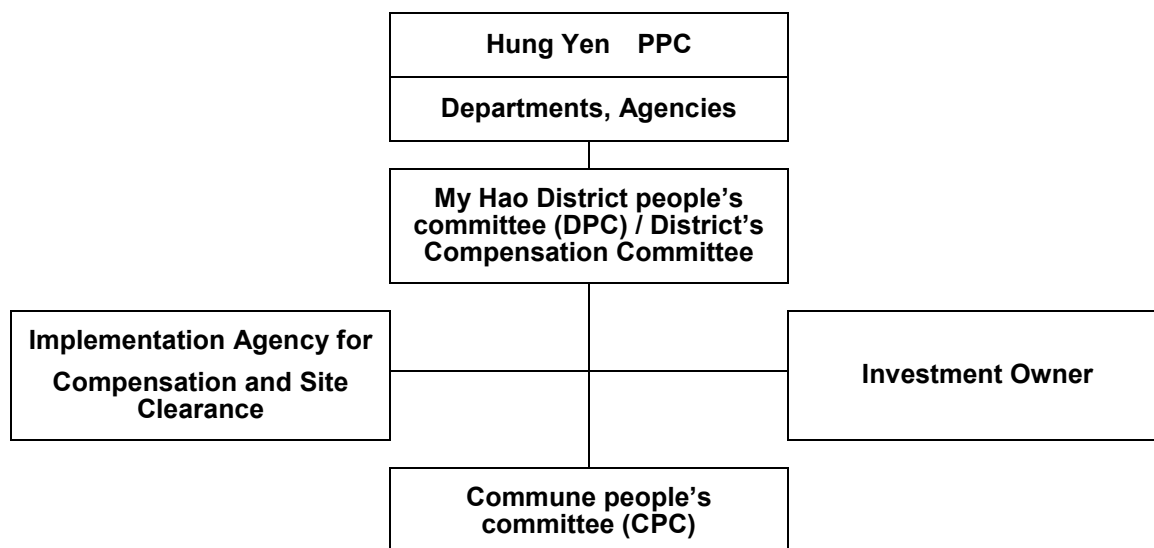 Hung Yen PPC
Departments, Agencies
My Hao District people’s
committee (DPC) / District’s
Compensation Committee
Implementation Agency for
Compensation and Site
Clearance
Investment Owner
Commune people’s
committee (CPC)